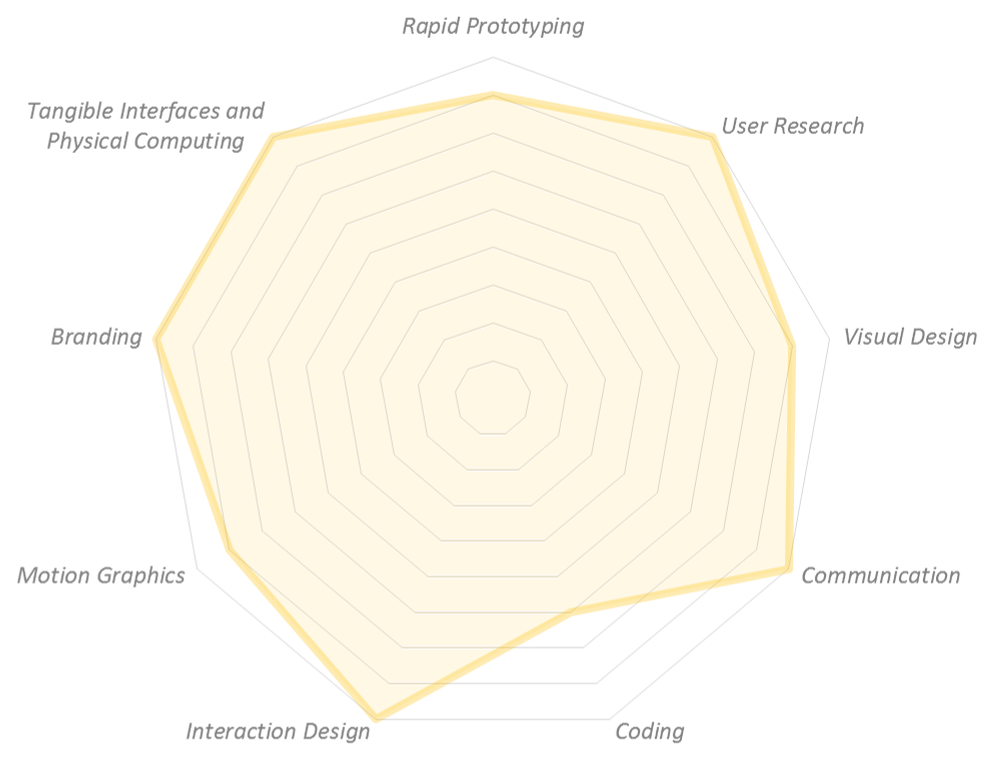 Rapid Prototyping
Tangible Interfaces and
Physical Computing
User Research
Branding
Visual Design
Motion Graphics
Communication
Interaction Design
Coding